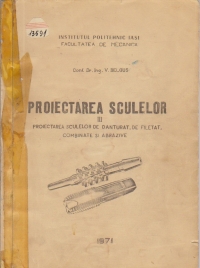 13691
INSTITUTUL POLITEHNIC IAŞI
FACULTATEA DE MECANICĂ
Conf. Dr. Ing. V. BELOUS
PROIECTAREA SCULELOR
III
PROIECTAREA SCULELOR DE DANTURAT, DE FILETAT,
COMBINATE ŞI ABRAZIVE
1971